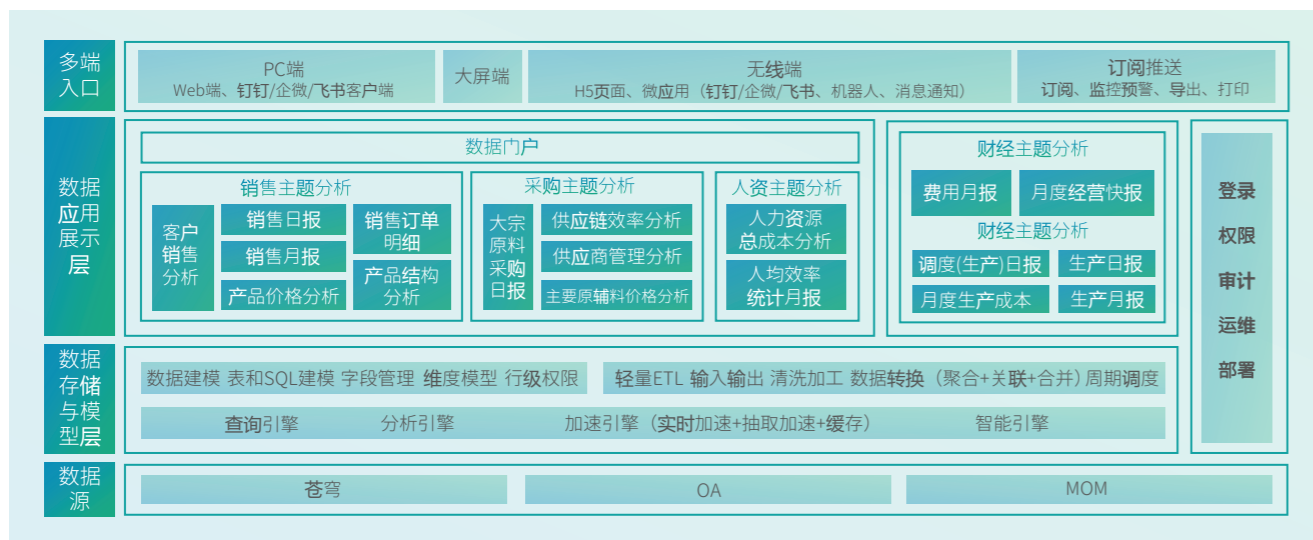 多端
入口
PC端
Web端、钉钉/企微/飞书客户端
大屏端
无线端
H5页面、微应用（钉钉/企微/飞书、机器人、消息通知）
订阅推送
订阅、监控预警、导出、打印
数据
应用
展示
层
数据门户
销售主题分析
客户
销售
分析
销售日报
销售月报
产品价格分析
销售订单
明细
产品结构
分析
采购主题分析
大宗
原料
采购
日报
供应链效率分析
供应商管理分析
主要原辅料价格分析
人资主题分析
人力资源
总成本分析
人均效率
统计月报
财经主题分析
费用月报
月度经营快报
财经主题分析
调度(生产)日报
生产日报
月度生产成本
生产月报
登录
权限
审计
运维
部署
数据
存储
与模
型层
数据建模 表和SQL建模 字段管理 维度模型 行级权限
轻量ETL 输入输出 清洗加工 数据转换（聚合+关联+合并) 周期调度
查询引擎
分析引擎
加速引擎（实时加速+抽取加速+缓存）
智能引擎
数据
源
苍穹
OA
MOM